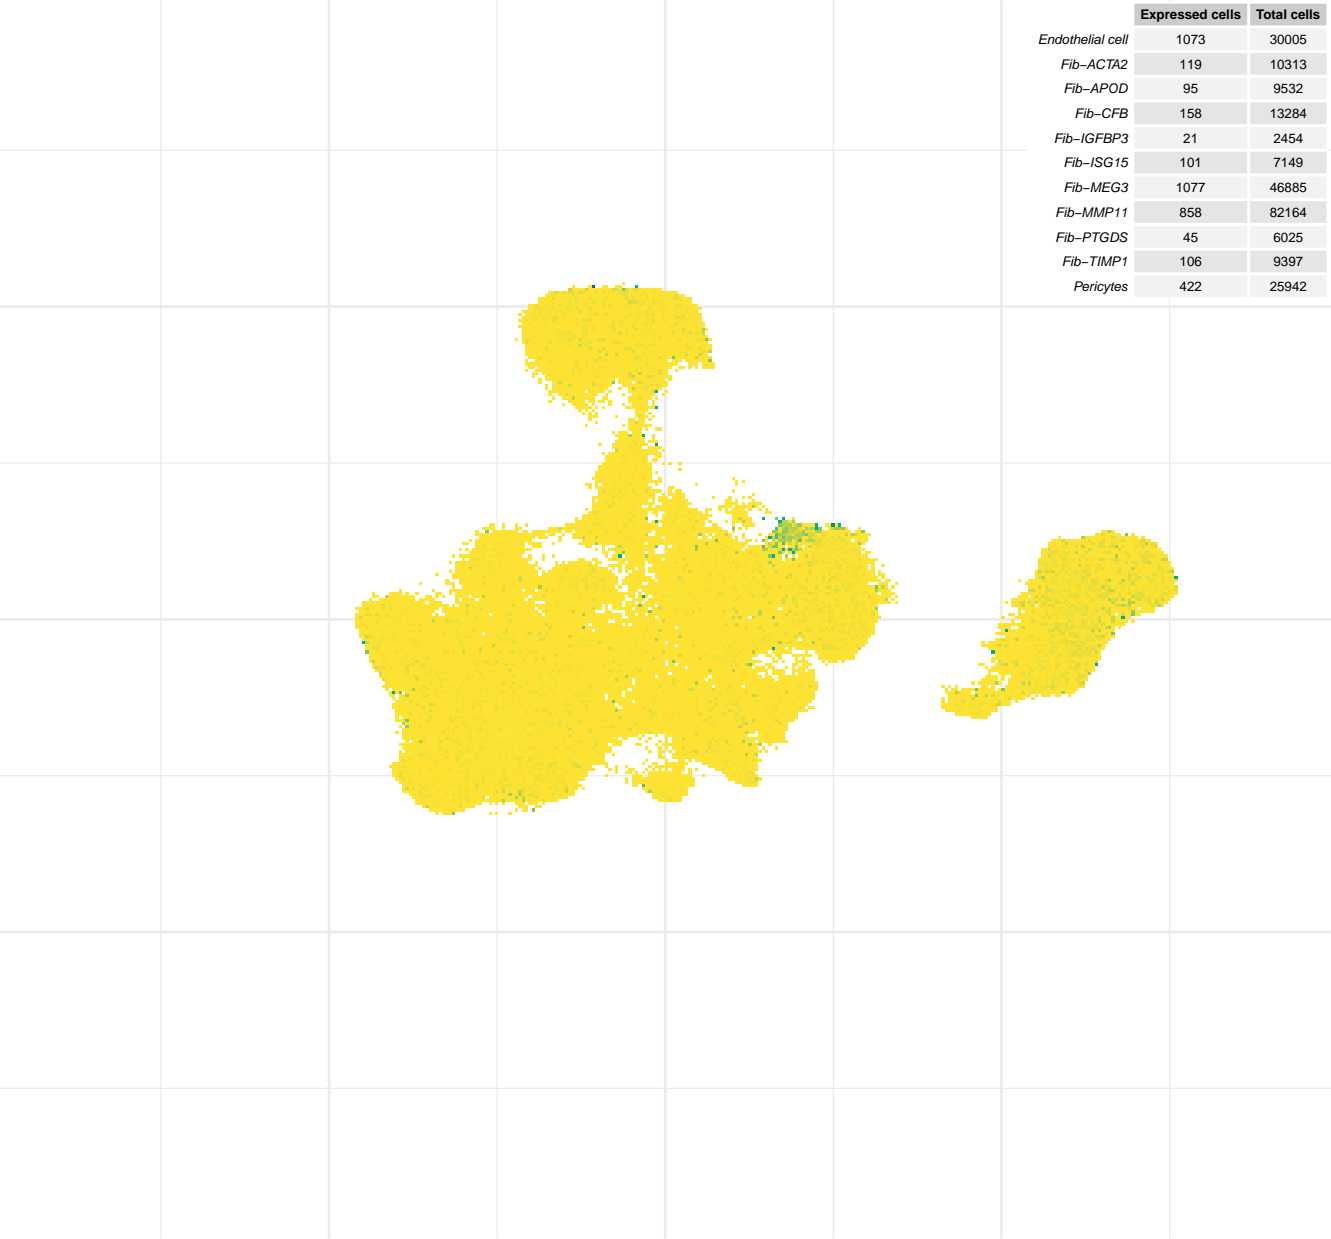 Expressed cells Total cells
Endothelial cell 1073 30005
Fib−ACTA2 119 10313
Fib−APOD 95 9532
Fib−CFB 158 13284
Fib−IGFBP3 21 2454
Fib−ISG15 101 7149
Fib−MEG3 1077 46885
Fib−MMP11 858 82164
Fib−PTGDS 45 6025
Fib−TIMP1 106 9397
Pericytes 422 25942